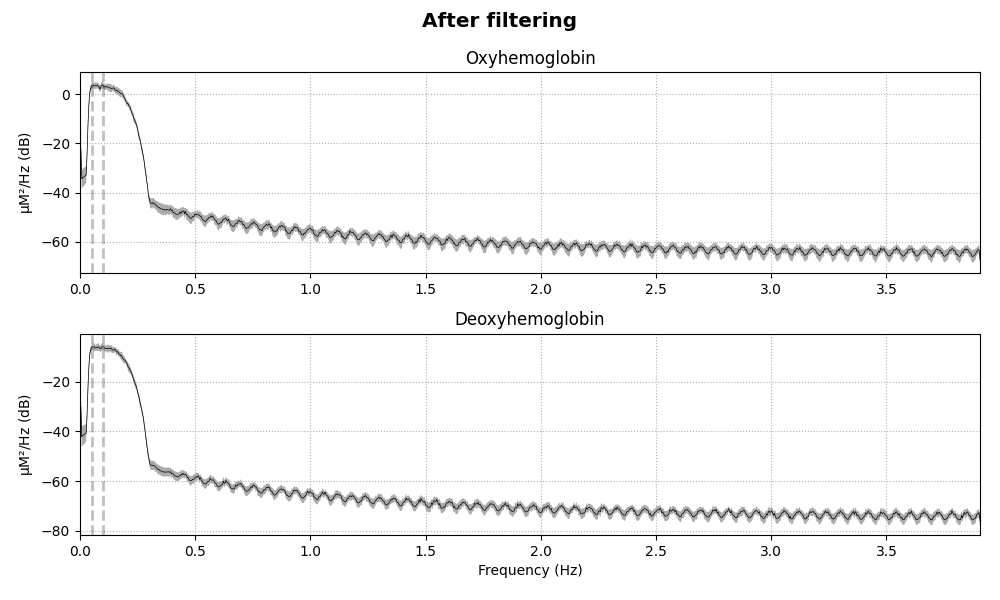 After filtering
Oxyhemoglobin
0
−20
−40
−60
µM²/Hz (dB)
0.0 0.5 1.0 1.5 2.0 2.5 3.0 3.5
Deoxyhemoglobin
−20
−40
−60
−80
µM²/Hz (dB)
0.0 0.5 1.0 1.5 2.0 2.5 3.0 3.5
Frequency (Hz)